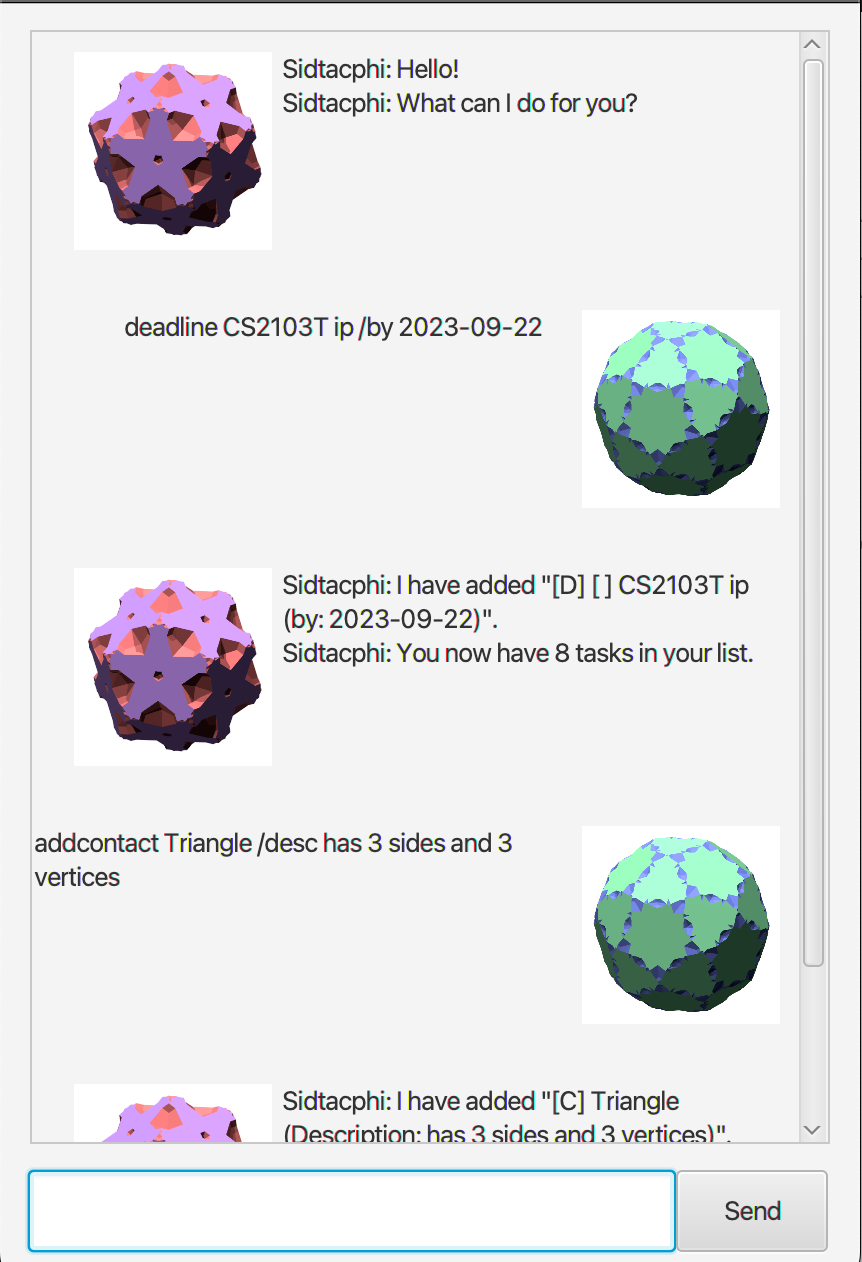 Sidtacphi: Hello!
Sidtacphi: What can I do for you?
deadline CS2103T ip /by 2023-09-22
Sidtacphi: I have added "[D] [ ] CS2103T ip
(by: 2023-09-22)".
Sidtacphi: You now have 8 tasks in your list.
addcontact Triangle /desc has 3 sides and 3
vertices
Sidtacphi: I have added "[C] Triangle
(Description: has 3 sides and 3 vertices)".
Send